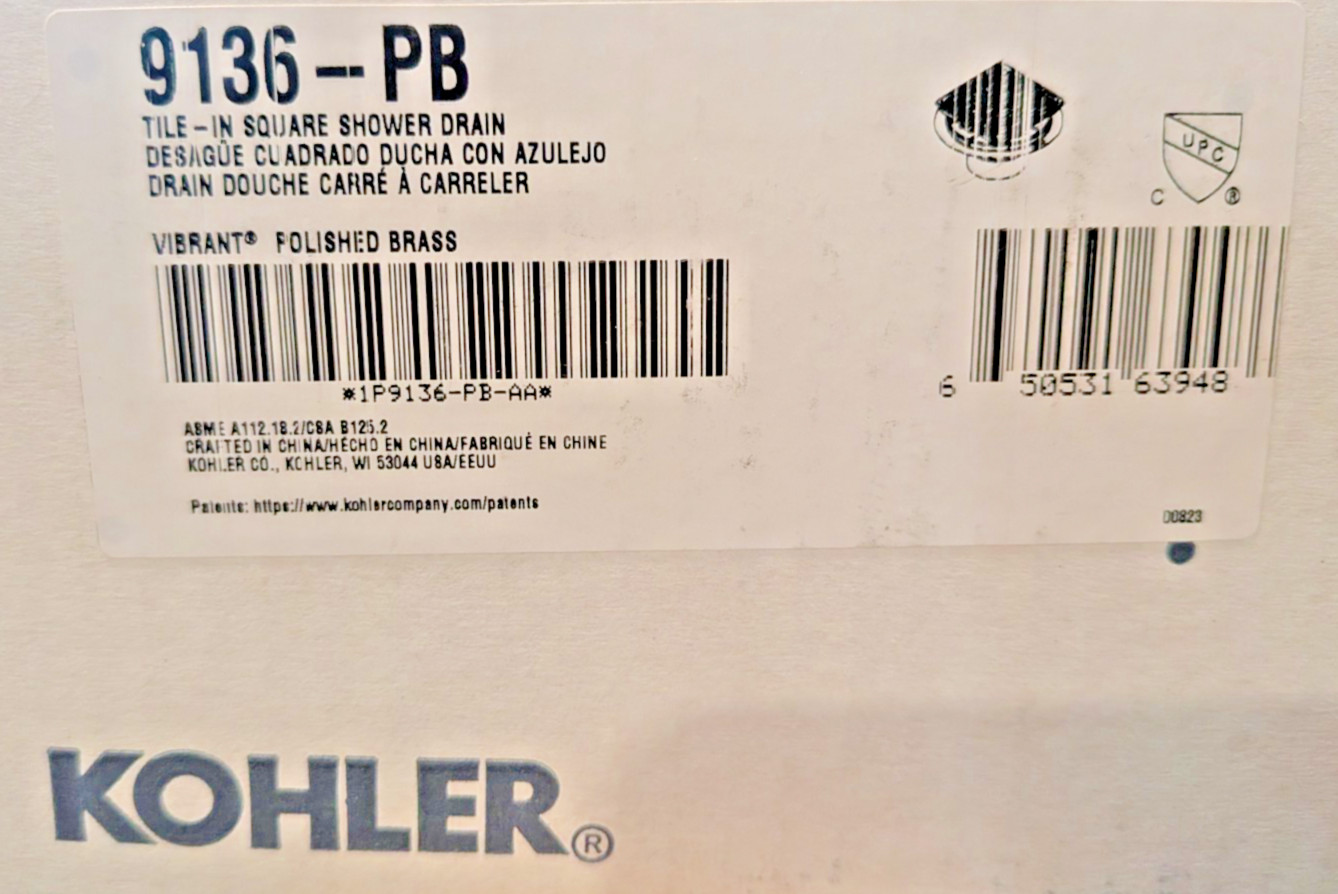 9136-PB
TILE-IN SQUARE SHOWER DRAIN
DESAGÜE CUADRADO DUCHA CON AZULEJO
DRAIN DOUCHE CARRÉ À CARRELER
VIBRANT® POLISHED BRASS
*1P9136-PB-AA*
ASME A112.18.2/CSA B125.2
CRAFTED IN CHINA/HECHO EN CHINA/FABRIQUÉ EN CHINE
KOHLER CO., KOHLER, WI 53044 USA/EEUU
Patents: https://www.kohlercompany.com/patents
UPC
C ®
6 50531 63948
D0823
KOHLER®